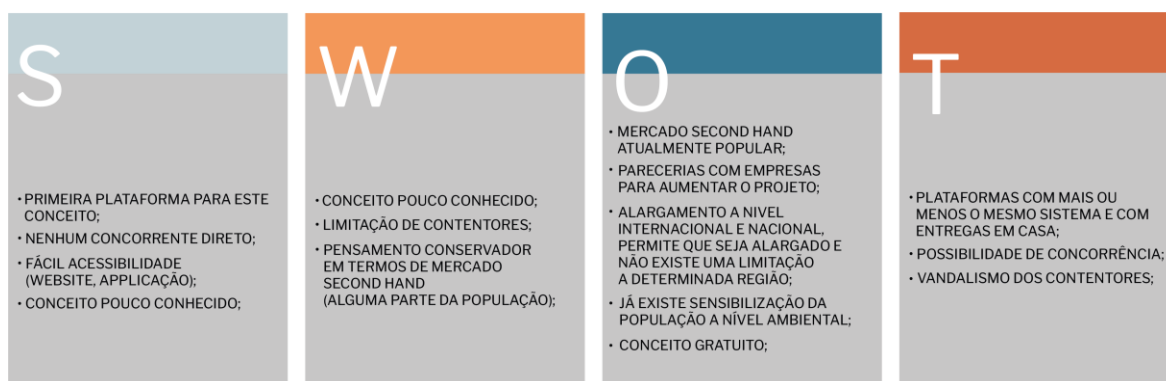 S
• PRIMEIRA PLATAFORMA PARA ESTE
CONCEITO;
• NENHUM CONCORRENTE DIRETO;
• FÁCIL ACESSIBILIDADE
(WEBSITE, APPLICAÇÃO);
• CONCEITO POUCO CONHECIDO;
W
• CONCEITO POUCO CONHECIDO;
• LIMITAÇÃO DE CONTENTORES;
• PENSAMENTO CONSERVADOR
EM TERMOS DE MERCADO
SECOND HAND
(ALGUMA PARTE DA POPULAÇÃO);
O
• MERCADO SECOND HAND
ATUALMENTE POPULAR;
• PARECERIAS COM EMPRESAS
PARA AUMENTAR O PROJETO;
• ALARGAMENTO A NIVEL
INTERNACIONAL E NACIONAL,
PERMITE QUE SEJA ALARGADO E
NÃO EXISTE UMA LIMITAÇÃO
A DETERMINADA REGIÃO;
• JÁ EXISTE SENSIBILIZAÇÃO DA
POPULAÇÃO A NÍVEL AMBIENTAL;
• CONCEITO GRATUITO;
T
• PLATAFORMAS COM MAIS OU
MENOS O MESMO SISTEMA E COM
ENTREGAS EM CASA;
• POSSIBILIDADE DE CONCORRÊNCIA;
• VANDALISMO DOS CONTENTORES;